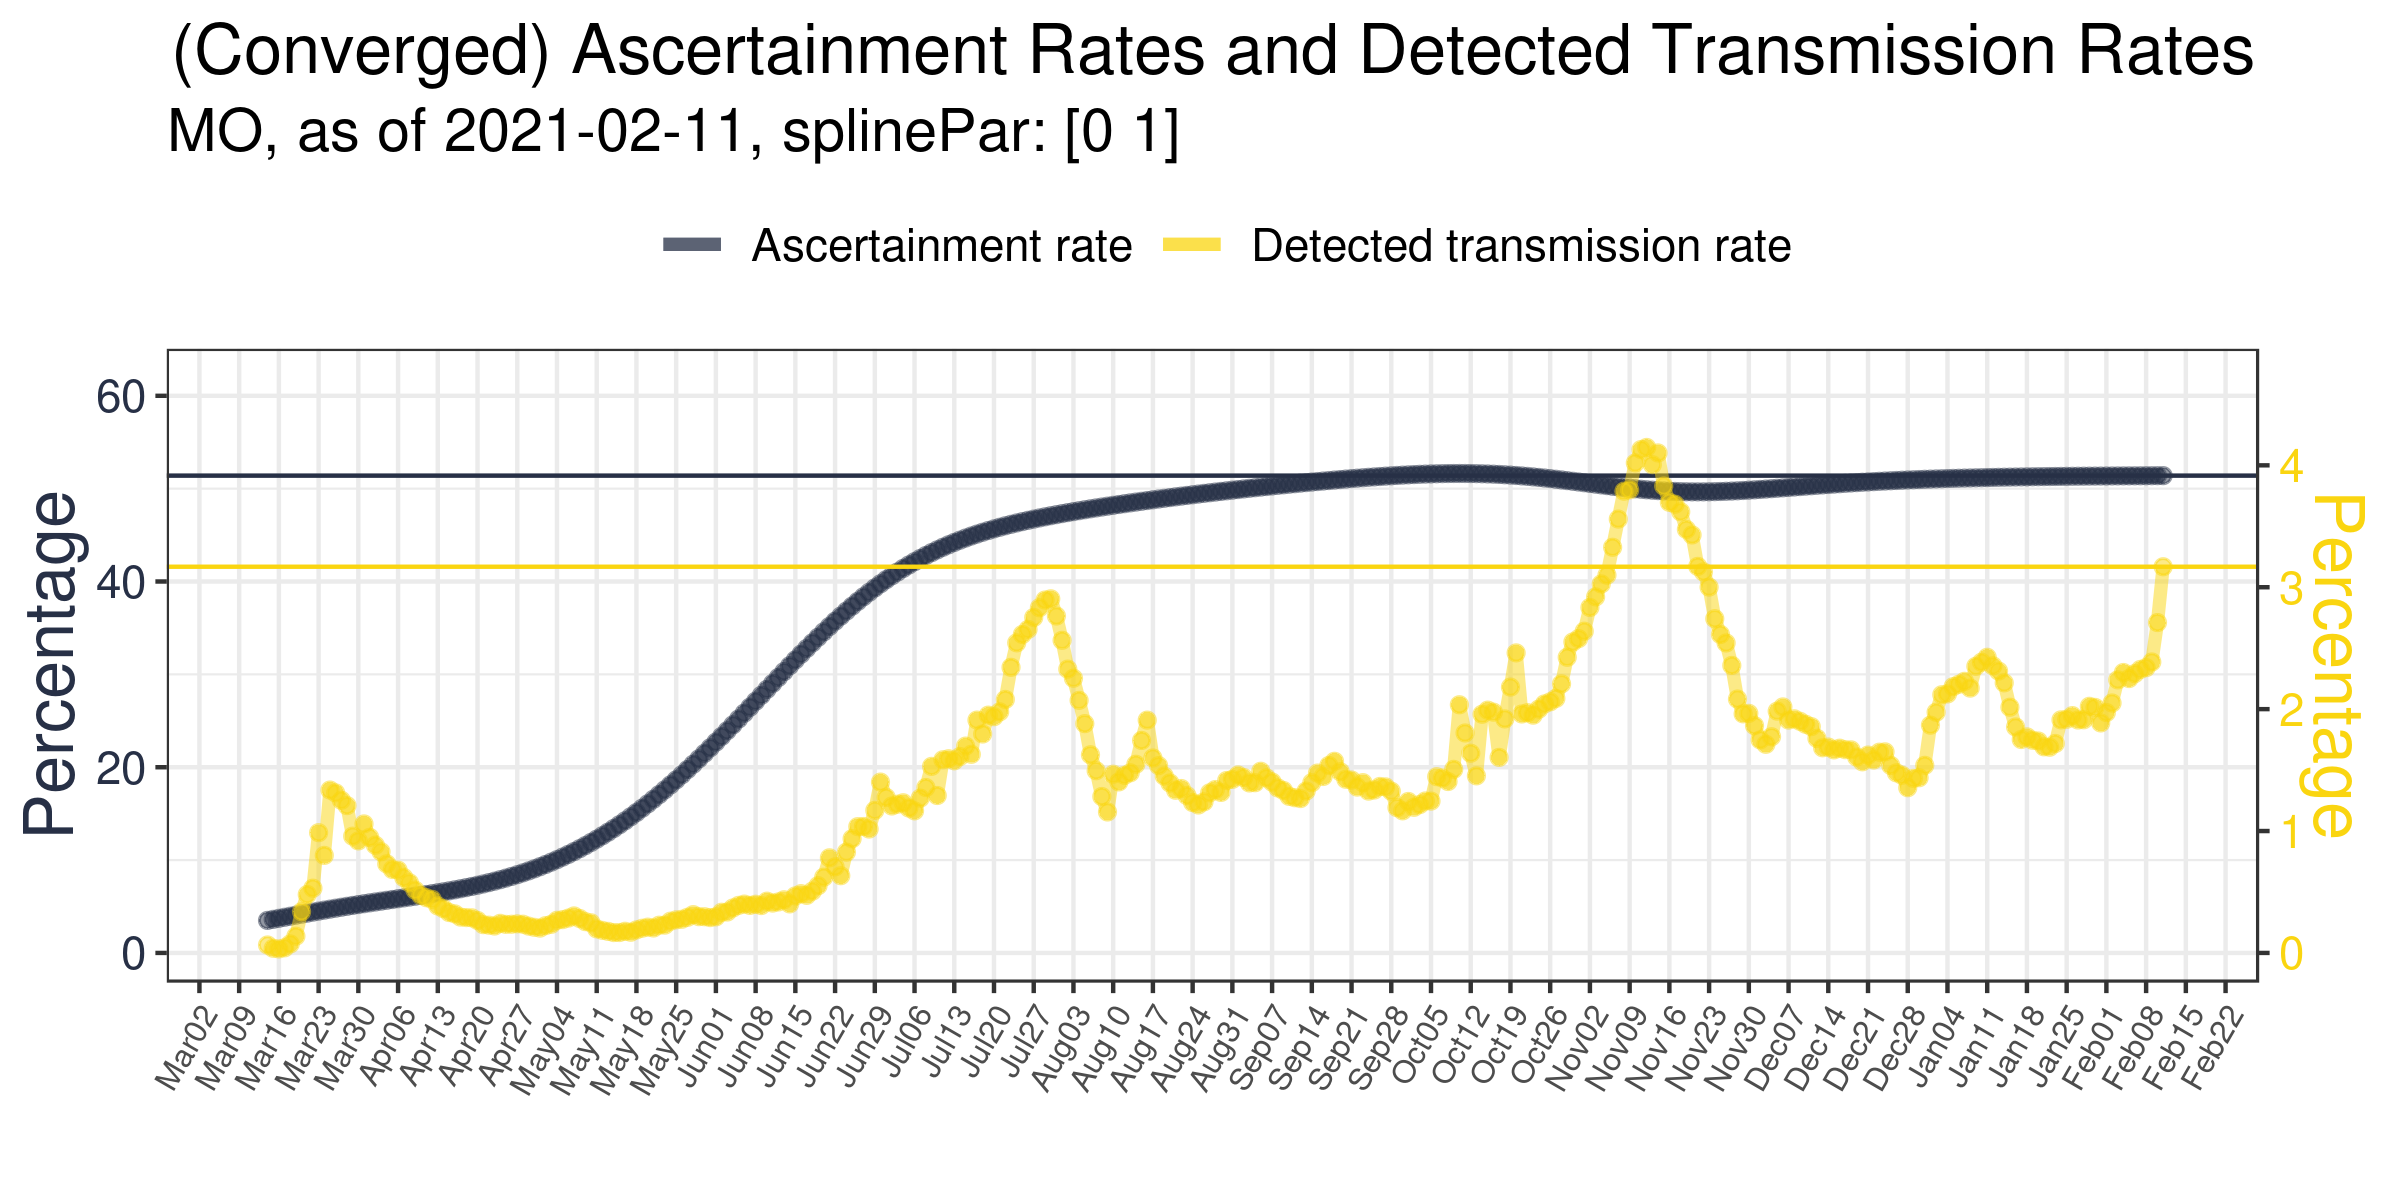 (Converged) Ascertainment Rates and Detected Transmission Rates
MO, as of 2021-02-11, splinePar: [0 1]
Ascertainment rate Detected transmission rate
Percentage
60
40
20
0
4
3
2
1
0
Percentage
Mar02 Mar09 Mar16 Mar23 Mar30 Apr06 Apr13 Apr20 Apr27 May04 May11 May18 May25 Jun01 Jun08 Jun15 Jun22 Jun29 Jul06 Jul13 Jul20 Jul27 Aug03 Aug10 Aug17 Aug24 Aug31 Sep07 Sep14 Sep21 Sep28 Oct05 Oct12 Oct19 Oct26 Nov02 Nov09 Nov16 Nov23 Nov30 Dec07 Dec14 Dec21 Dec28 Jan04 Jan11 Jan18 Jan25 Feb01 Feb08 Feb15 Feb22